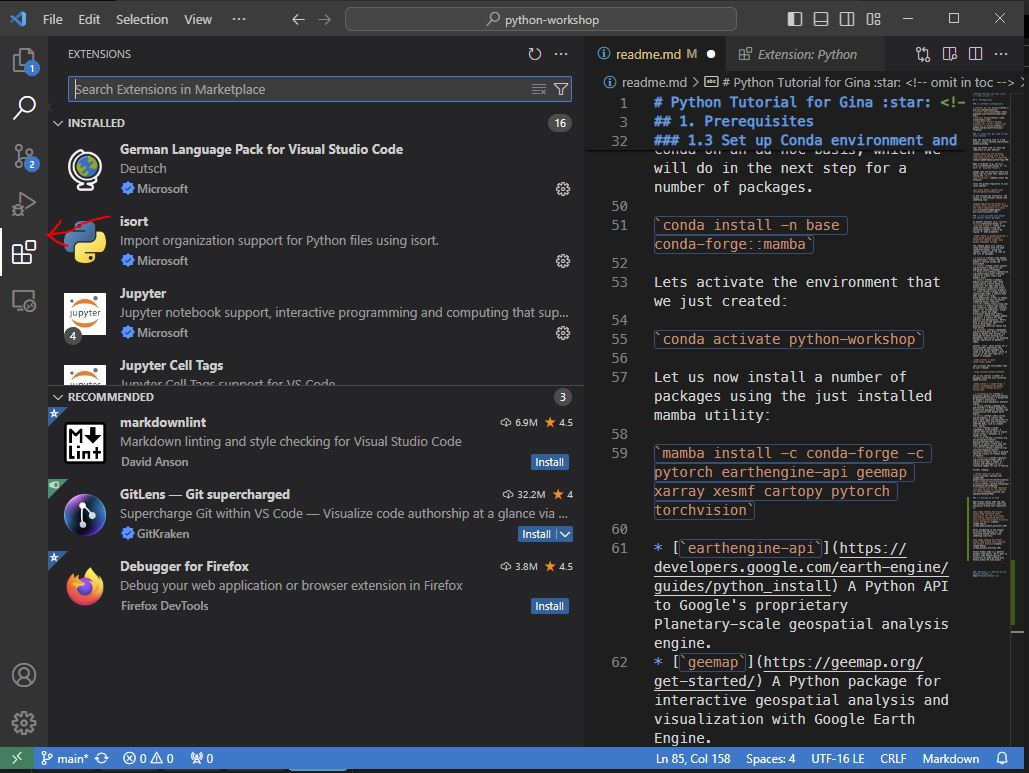 File Edit Selection View ··· python-workshop
EXTENSIONS
1
Search Extensions in Marketplace
INSTALLED 16
German Language Pack for Visual Studio Code
Deutsch
Microsoft
2
isort
Import organization support for Python files using isort.
Microsoft
Jupyter
Jupyter notebook support, interactive programming and computing that sup...
Microsoft
jupyter
4
Jupyter Cell Tags
Jupyter Cell Tags support for VS Code
RECOMMENDED 3
markdownlint 6.9M 4.5
Markdown linting and style checking for Visual Studio Code
David Anson Install
M Lint
GitLens — Git supercharged 32.2M 4
Supercharge Git within VS Code — Visualize code authorship at a glance via ...
GitKraken Install
Debugger for Firefox 3.8M 4.5
Debug your web application or browser extension in Firefox
Firefox DevTools Install
readme.md M Extension: Python ···
readme.md > # Python Tutorial for Gina :star: <!-- omit in toc -->
1 # Python Tutorial for Gina :star: <!--
3 ## 1. Prerequisites
32 ### 1.3 Set up Conda environment and
Conda on an ad hoc basis, which we
will do in the next step for a
number of packages.
50
51 `conda install -n base
conda-forge::mamba`
52
53 Lets activate the environment that
we just created:
54
55 `conda activate python-workshop`
56
57 Let us now install a number of
packages using the just installed
mamba utility:
58
59 `mamba install -c conda-forge -c
pytorch earthengine-api geemap
xarray xesmf cartopy pytorch
torchvision`
60
61 * [`earthengine-api`](https://
developers.google.com/earth-engine/
guides/python_install) A Python API
to Google's proprietary
Planetary-scale geospatial analysis
engine.
62 * [`geemap`](https://geemap.org/
get-started/) A Python package for
interactive geospatial analysis and
visualization with Google Earth
Engine.
main* 0 0 0 Ln 85, Col 158 Spaces: 4 UTF-16 LE CRLF Markdown